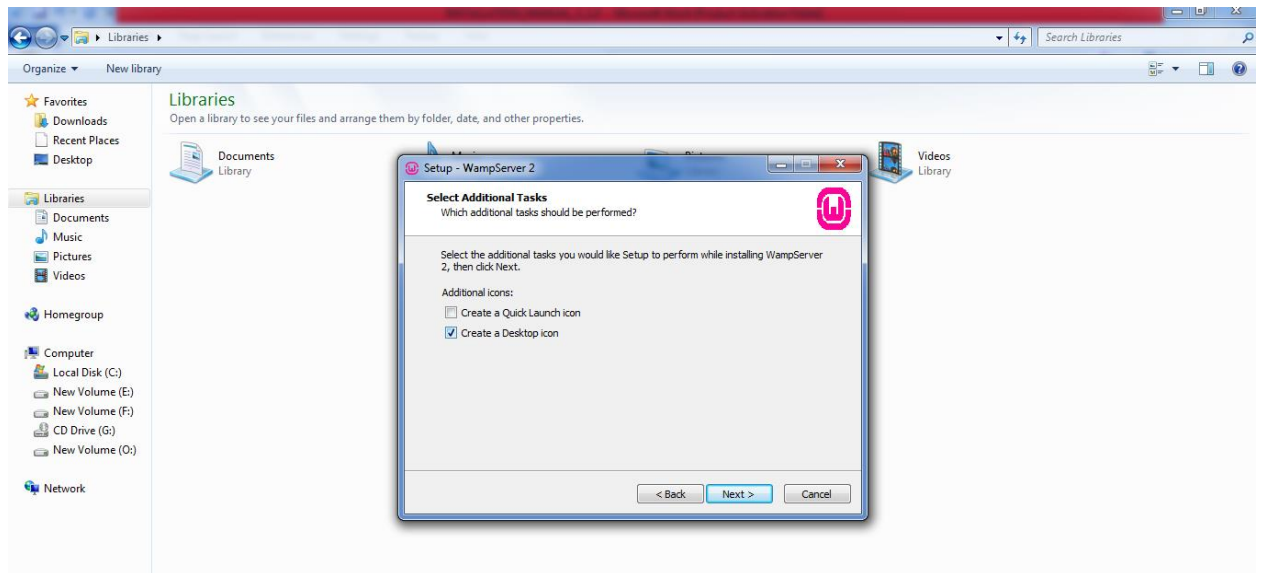 Libraries
Search Libraries
Organize
New library
Favorites
Downloads
Recent Places
Desktop
Libraries
Documents
Music
Pictures
Videos
Homegroup
Computer
Local Disk (C:)
New Volume (E:)
New Volume (F:)
CD Drive (G:)
New Volume (O:)
Network
Libraries
Open a library to see your files and arrange them by folder, date, and other properties.
Documents
Library
Videos
Library
Setup - WampServer 2
Select Additional Tasks
Which additional tasks should be performed?
Select the additional tasks you would like Setup to perform while installing WampServer
2, then click Next.
Additional icons:
Create a Quick Launch icon
Create a Desktop icon
< Back
Next >
Cancel